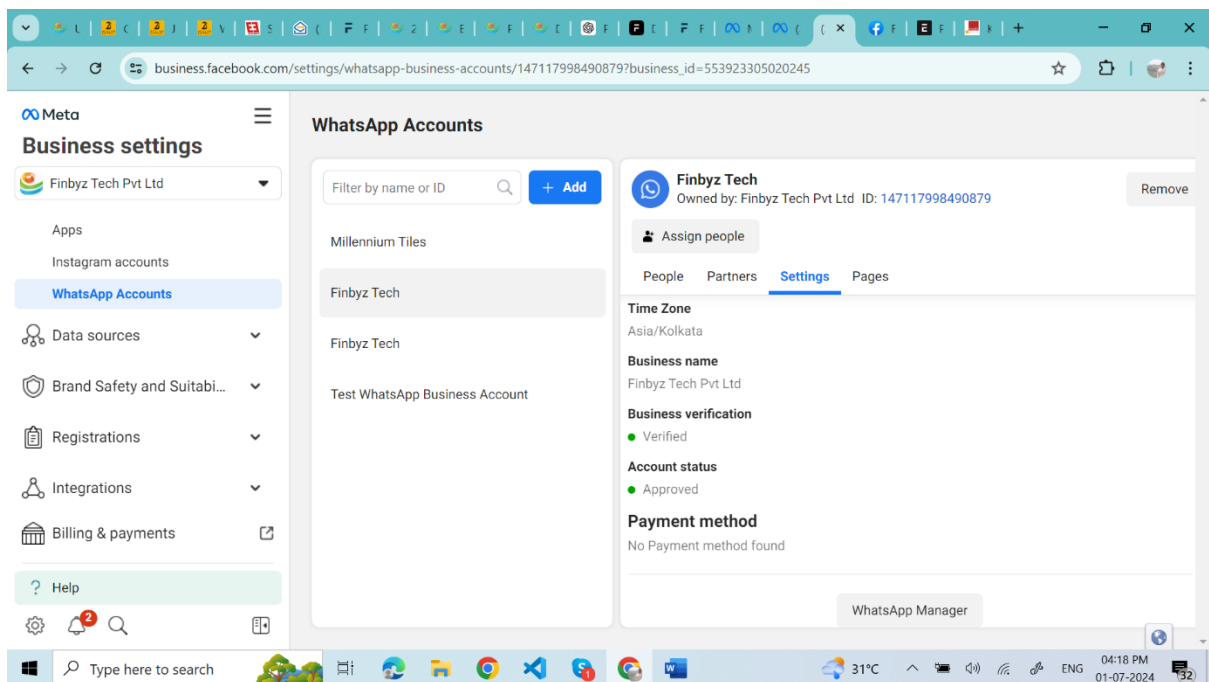 business.facebook.com/settings/whatsapp-business-accounts/147117998490879?business_id=553923305020245
Meta
Business settings
Finbyz Tech Pvt Ltd
Apps
Instagram accounts
WhatsApp Accounts
Data sources
Brand Safety and Suitabi...
Registrations
Integrations
Billing & payments
Help
2
WhatsApp Accounts
Filter by name or ID
+ Add
Millennium Tiles
Finbyz Tech
Finbyz Tech
Test WhatsApp Business Account
Finbyz Tech
Owned by: Finbyz Tech Pvt Ltd ID: 147117998490879
Remove
Assign people
People Partners Settings Pages
Time Zone
Asia/Kolkata
Business name
Finbyz Tech Pvt Ltd
Business verification
Verified
Account status
Approved
Payment method
No Payment method found
WhatsApp Manager
Type here to search
31°C
ENG
04:18 PM
01-07-2024
32